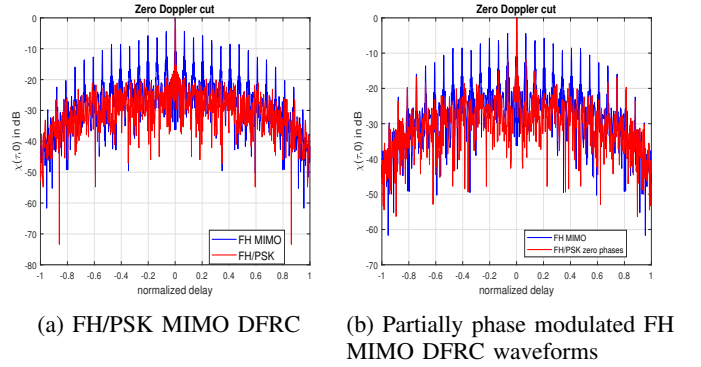 Zero Doppler cut
0
-10
-20
-30
-40
-50
-60
-70
-80
χ(τ,0) in dB
-1 -0.8 -0.6 -0.4 -0.2 0 0.2 0.4 0.6 0.8 1
normalized delay
FH MIMO
FH/PSK
(a) FH/PSK MIMO DFRC
Zero Doppler cut
0
-10
-20
-30
-40
-50
-60
-70
χ(τ,0) in dB
-1 -0.8 -0.6 -0.4 -0.2 0 0.2 0.4 0.6 0.8 1
normalized delay
FH MIMO
FH/PSK zero phases
(b) Partially phase modulated FH
MIMO DFRC waveforms